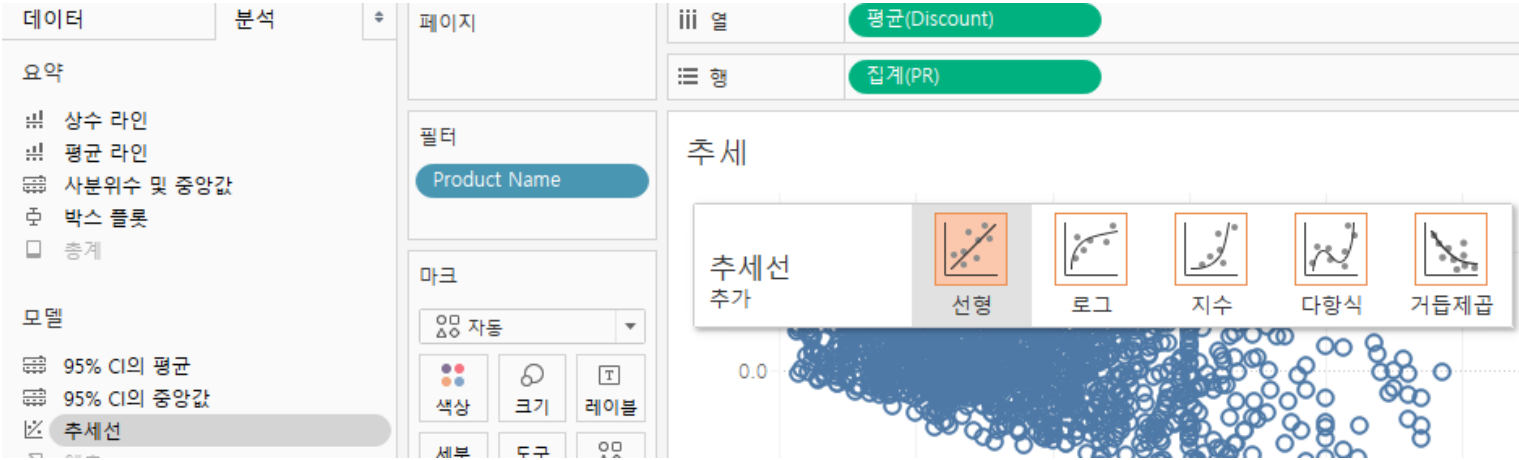 데이터
분석
요약
상수 라인
평균 라인
사분위수 및 중앙값
박스 플롯
총계
모델
95% CI의 평균
95% CI의 중앙값
추세선
페이지
필터
Product Name
마크
자동
색상
크기
레이블
열
평균(Discount)
행
집계(PR)
추세
추세선
추가
선형
로그
지수
다항식
거듭제곱
0.0